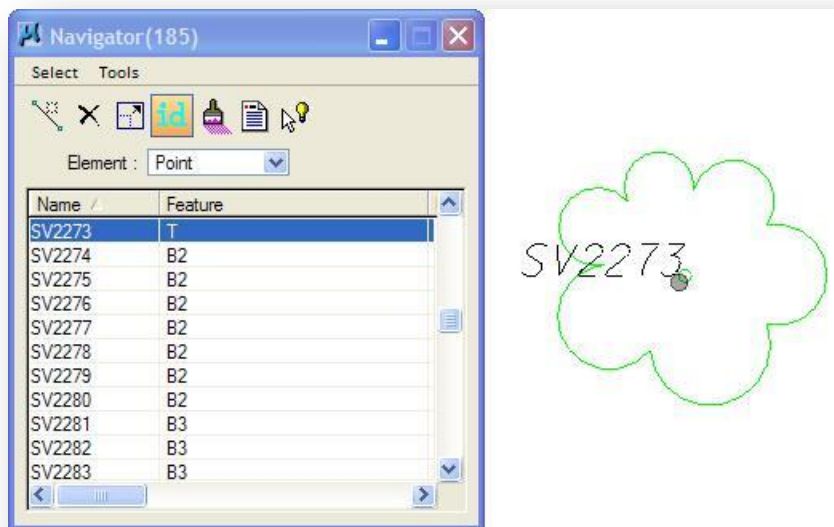 Navigator(185)
Select Tools
id
Element : Point
Name Feature
SV2273 T
SV2274 B2
SV2275 B2
SV2276 B2
SV2277 B2
SV2278 B2
SV2279 B2
SV2280 B2
SV2281 B3
SV2282 B3
SV2283 B3
SV2273